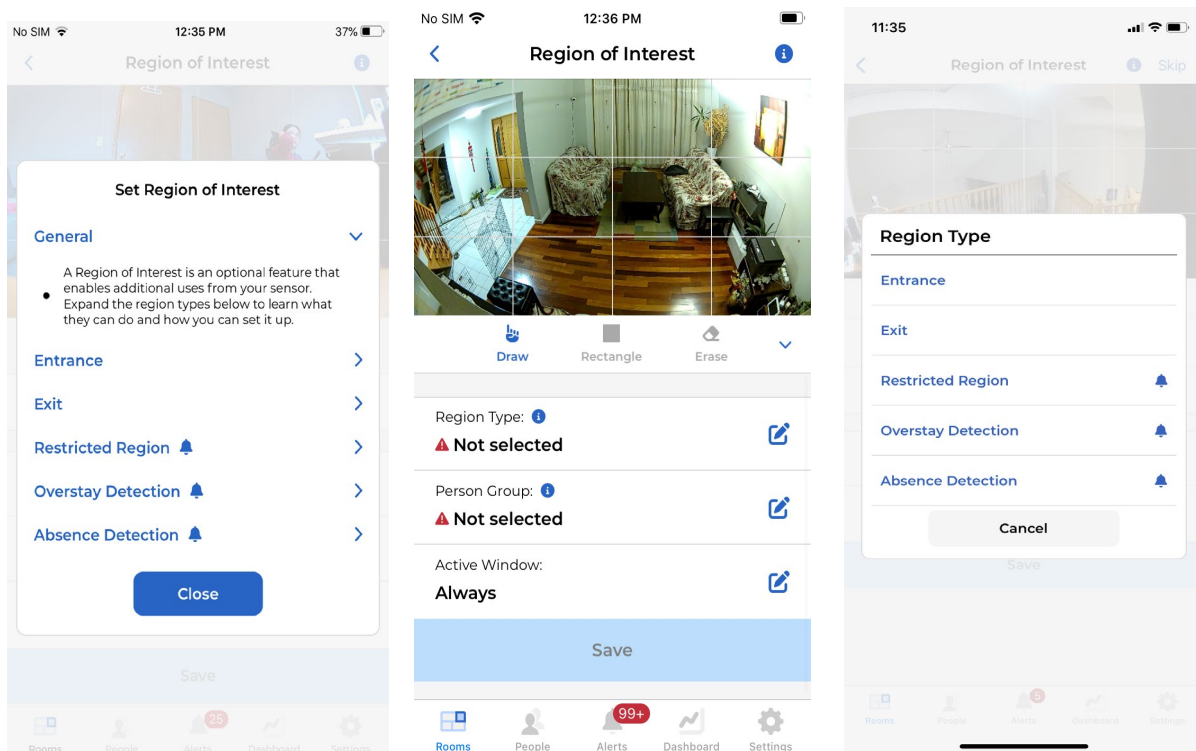 No SIM 12:35 PM 37%
Region of Interest
Set Region of Interest
General
A Region of Interest is an optional feature that
enables additional uses from your sensor.
Expand the region types below to learn what
they can do and how you can set it up.
Entrance
Exit
Restricted Region
Overstay Detection
Absence Detection
Close
Save
25
Rooms People Alerts Dashboard Settings
No SIM 12:36 PM
Region of Interest
Draw Rectangle Erase
Region Type:
Not selected
Person Group:
Not selected
Active Window:
Always
Save
99+
Rooms People Alerts Dashboard Settings
11:35
Region of Interest Skip
Region Type
Entrance
Exit
Restricted Region
Overstay Detection
Absence Detection
Cancel
Save
5
Rooms People Alerts Dashboard Settings